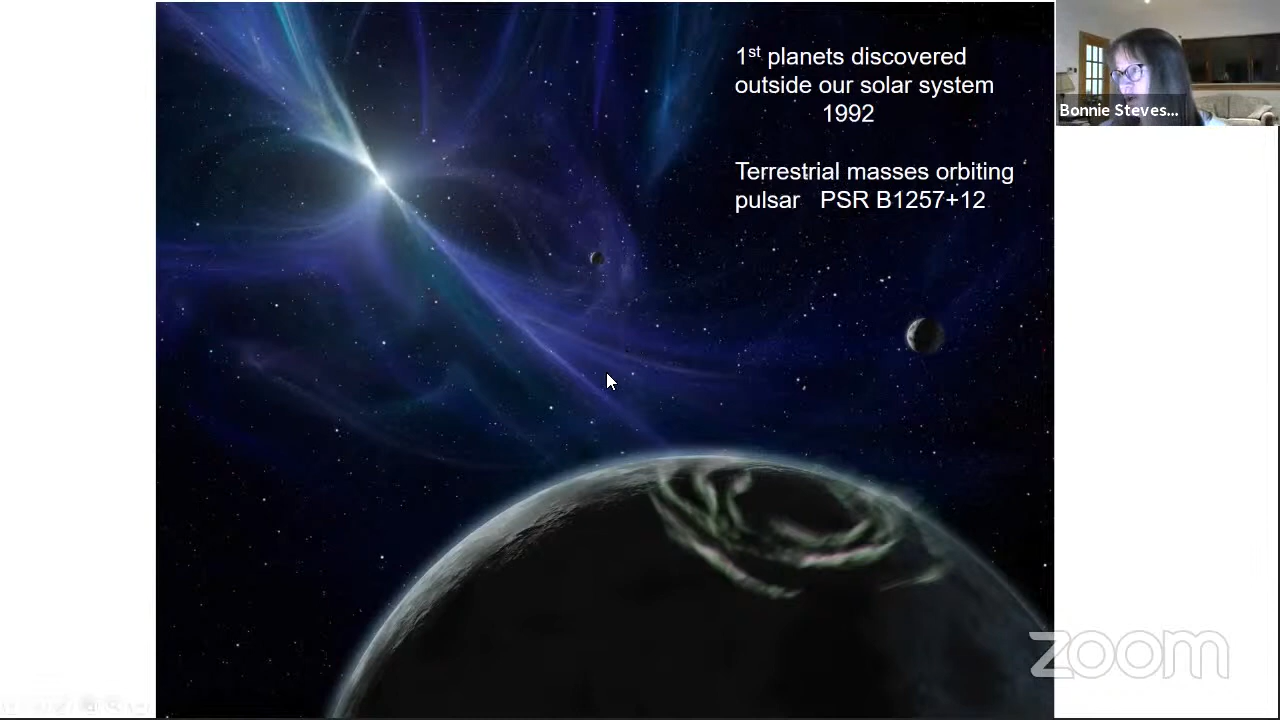 1st planets discovered
outside our solar system
1992
Terrestrial masses orbiting
pulsar   PSR B1257+12
Bonnie Steves...
zoom